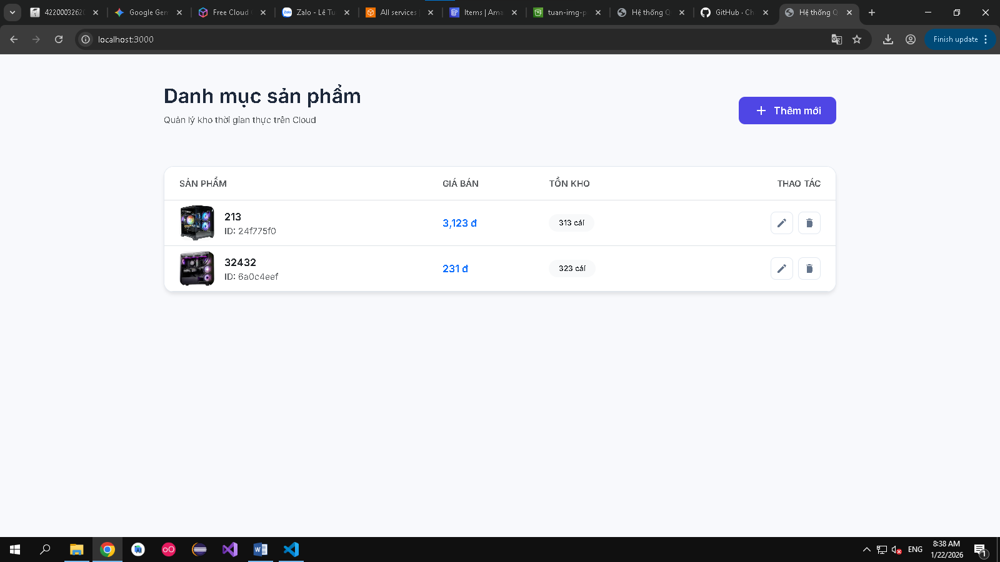 42200032620
Google Gem
Free Cloud
Zalo - Lê Tu
All services
Items | Ama
tuan-img-p
Hệ thống Q
GitHub · Ch
Hệ thống Q
localhost:3000
Finish update
Danh mục sản phẩm
Quản lý kho thời gian thực trên Cloud
Thêm mới
SẢN PHẨM GIÁ BÁN TỒN KHO THAO TÁC
213
ID: 24f775f0
3,123 đ
313 cái
32432
ID: 6a0c4eef
231 đ
323 cái
ENG
8:38 AM
1/22/2026
1